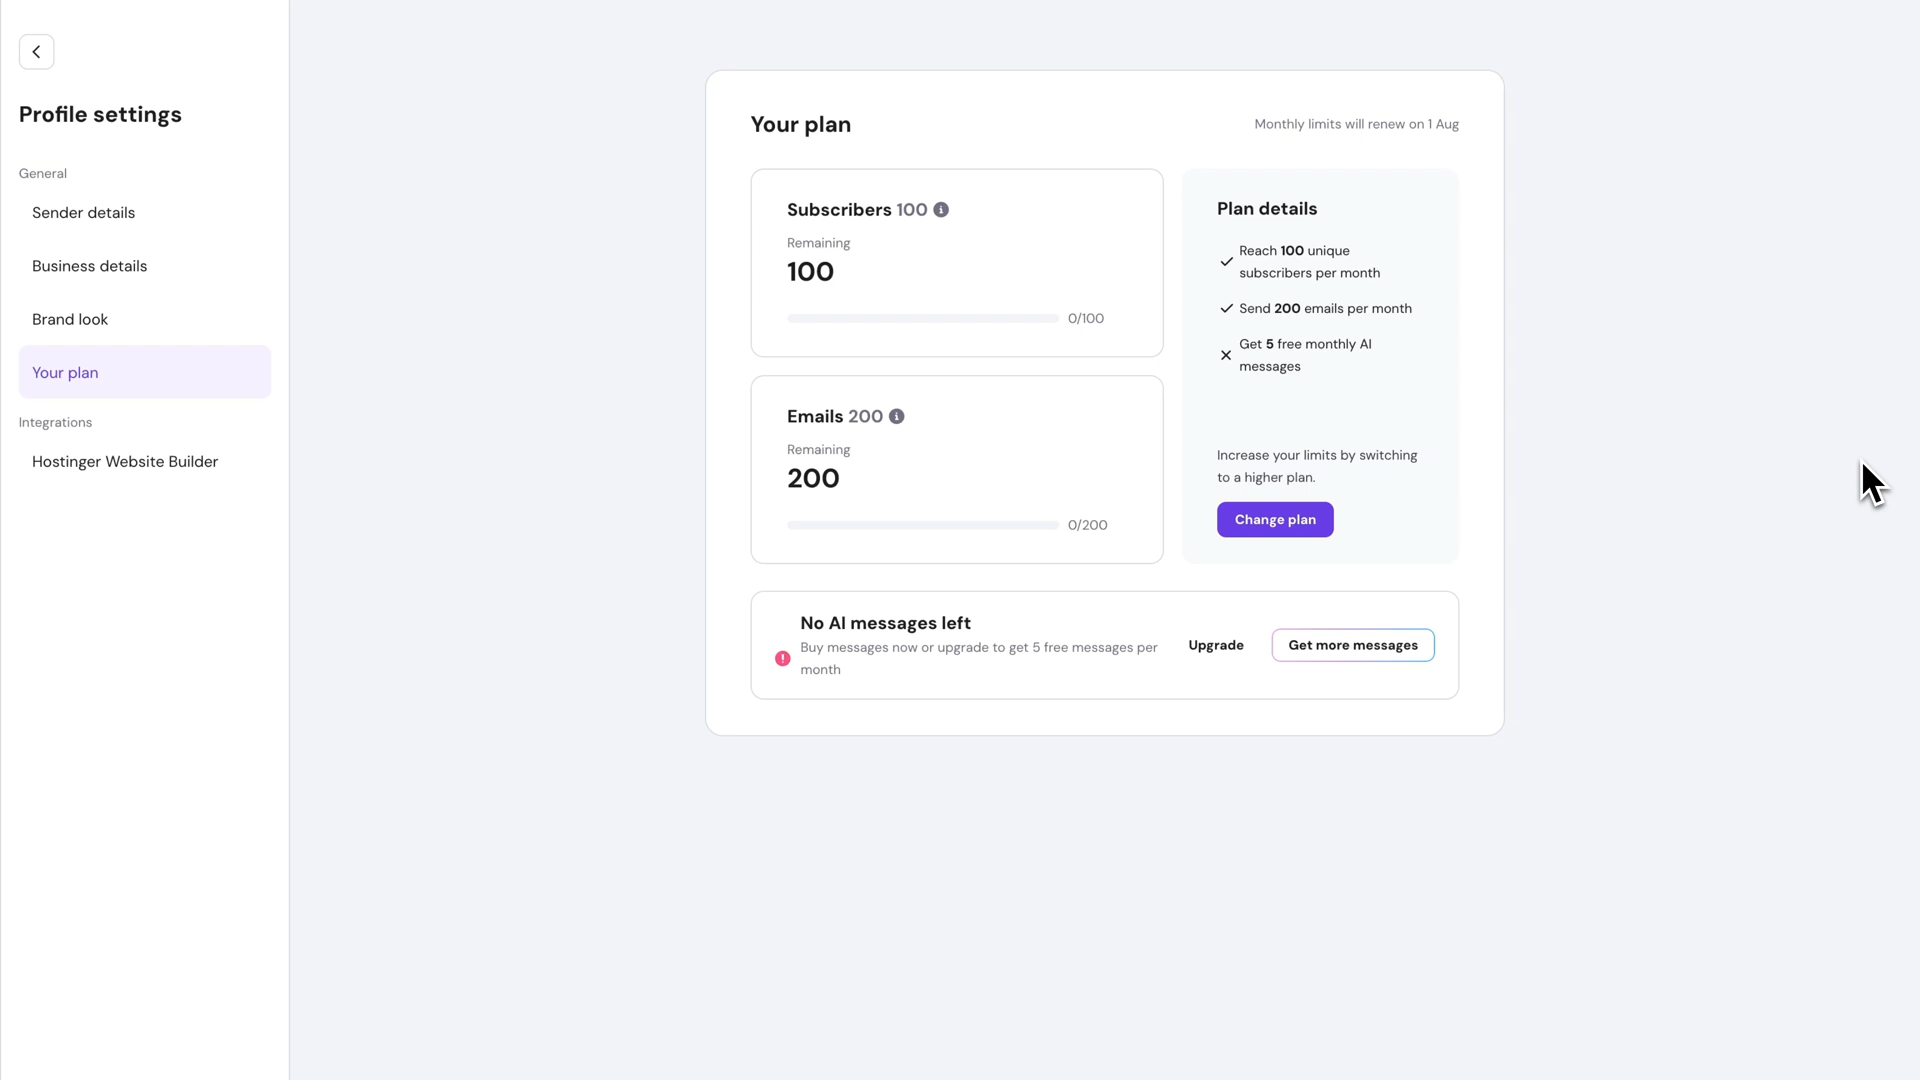 Profile settings
General
Sender details
Business details
Brand look
Your plan
Integrations
Hostinger Website Builder
Your plan
Monthly limits will renew on 1 Aug
Subscribers 100
Remaining
100
0/100
Emails 200
Remaining
200
0/200
Plan details
Reach 100 unique
subscribers per month
Send 200 emails per month
Get 5 free monthly AI
messages
Increase your limits by switching
to a higher plan.
Change plan
No AI messages left
Buy messages now or upgrade to get 5 free messages per
month
Upgrade
Get more messages